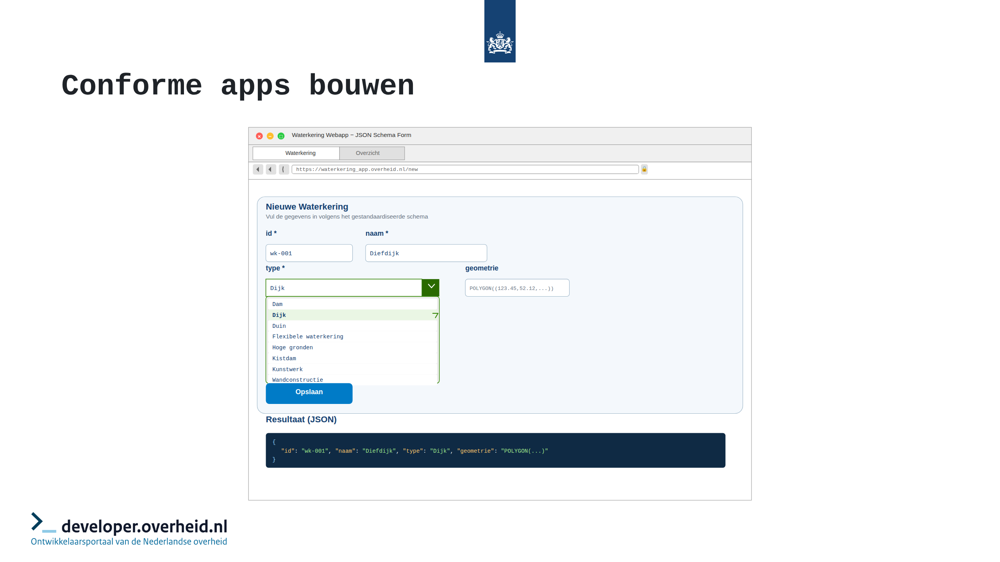 Conforme apps bouwen
Waterkering Webapp − JSON Schema Form
Waterkering
Overzicht
https://waterkering_app.overheid.nl/new
Nieuwe Waterkering
Vul de gegevens in volgens het gestandaardiseerde schema
id *
naam *
wk-001
Diefdijk
type *
geometrie
Dijk
POLYGON((123.45,52.12,...))
Dam
Dijk
Duin
Flexibele waterkering
Hoge gronden
Kistdam
Kunstwerk
Wandconstructie
Opslaan
Resultaat (JSON)
{
"id": "wk-001", "naam": "Diefdijk", "type": "Dijk", "geometrie": "POLYGON(...)"
}
developer.overheid.nl
Ontwikkelaarsportaal van de Nederlandse overheid